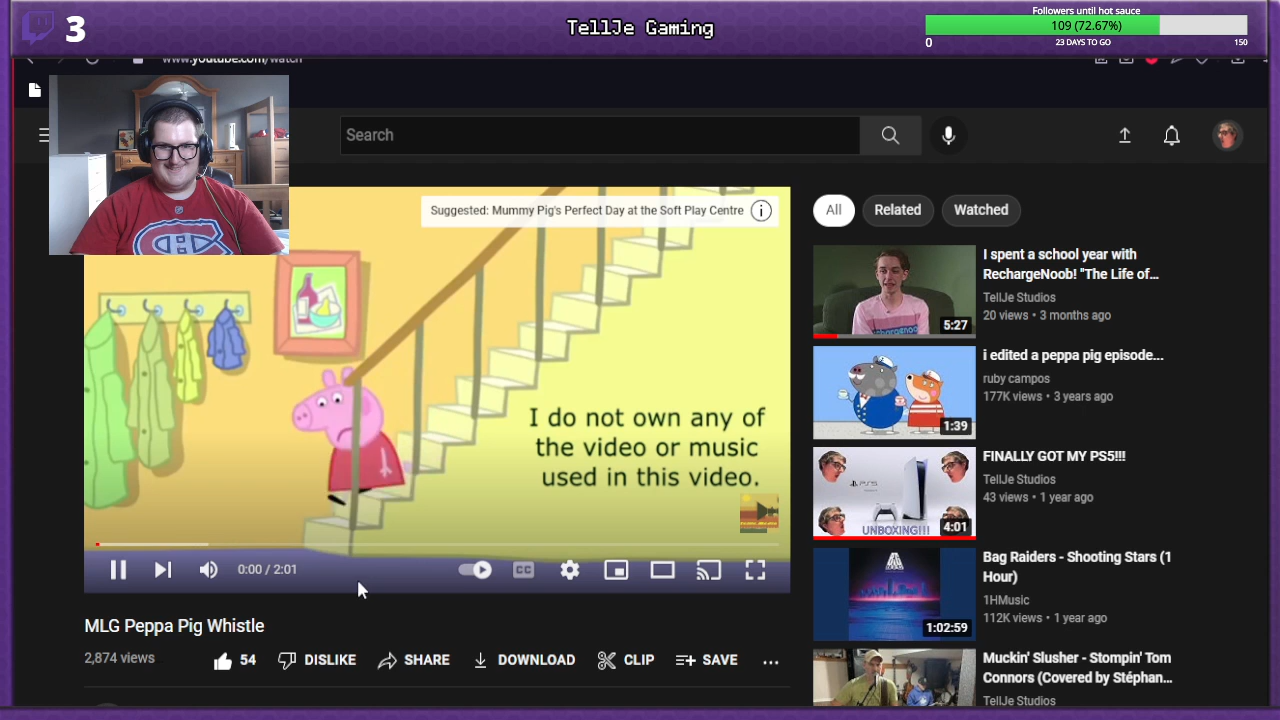 3
TellJe Gaming
Followers until hot sauce
109 (72.67%)
0
23 DAYS TO GO
150
www.youtube.com/watch
Search
Suggested: Mummy Pig's Perfect Day at the Soft Play Centre
I do not own any of
the video or music
used in this video.
0:00 / 2:01
CC
MLG Peppa Pig Whistle
2,874 views
54
DISLIKE
SHARE
DOWNLOAD
CLIP
SAVE
All
Related
Watched
5:27
I spent a school year with
RechargeNoob! "The Life of...
TellJe Studios
20 views • 3 months ago
1:39
i edited a peppa pig episode...
ruby campos
177K views • 3 years ago
PS5
UNBOXING!!!
4:01
FINALLY GOT MY PS5!!!
TellJe Studios
43 views • 1 year ago
1:02:59
Bag Raiders - Shooting Stars (1
Hour)
1HMusic
112K views • 1 year ago
Muckin' Slusher - Stompin' Tom
Connors (Covered by Stéphan...
TellJe Studios